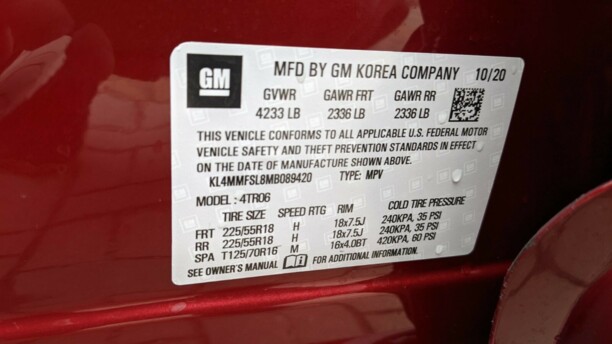 GM
MFD BY GM KOREA COMPANY 10/20
GVWR GAWR FRT GAWR RR
4233 LB 2336 LB 2336 LB
THIS VEHICLE CONFORMS TO ALL APPLICABLE U.S. FEDERAL MOTOR
VEHICLE SAFETY AND THEFT PREVENTION STANDARDS IN EFFECT
ON THE DATE OF MANUFACTURE SHOWN ABOVE.
KL4MMFSL8MB089420 TYPE: MPV
MODEL: 4TR06
TIRE SIZE SPEED RTG RIM COLD TIRE PRESSURE
FRT 225/55R18 H 18x7.5J 240KPA, 35 PSI
RR 225/55R18 H 18x7.5J 240KPA, 35 PSI
SPA T125/70R16 M 16x4.0BT 420KPA, 60 PSI
SEE OWNER'S MANUAL FOR ADDITIONAL INFORMATION.